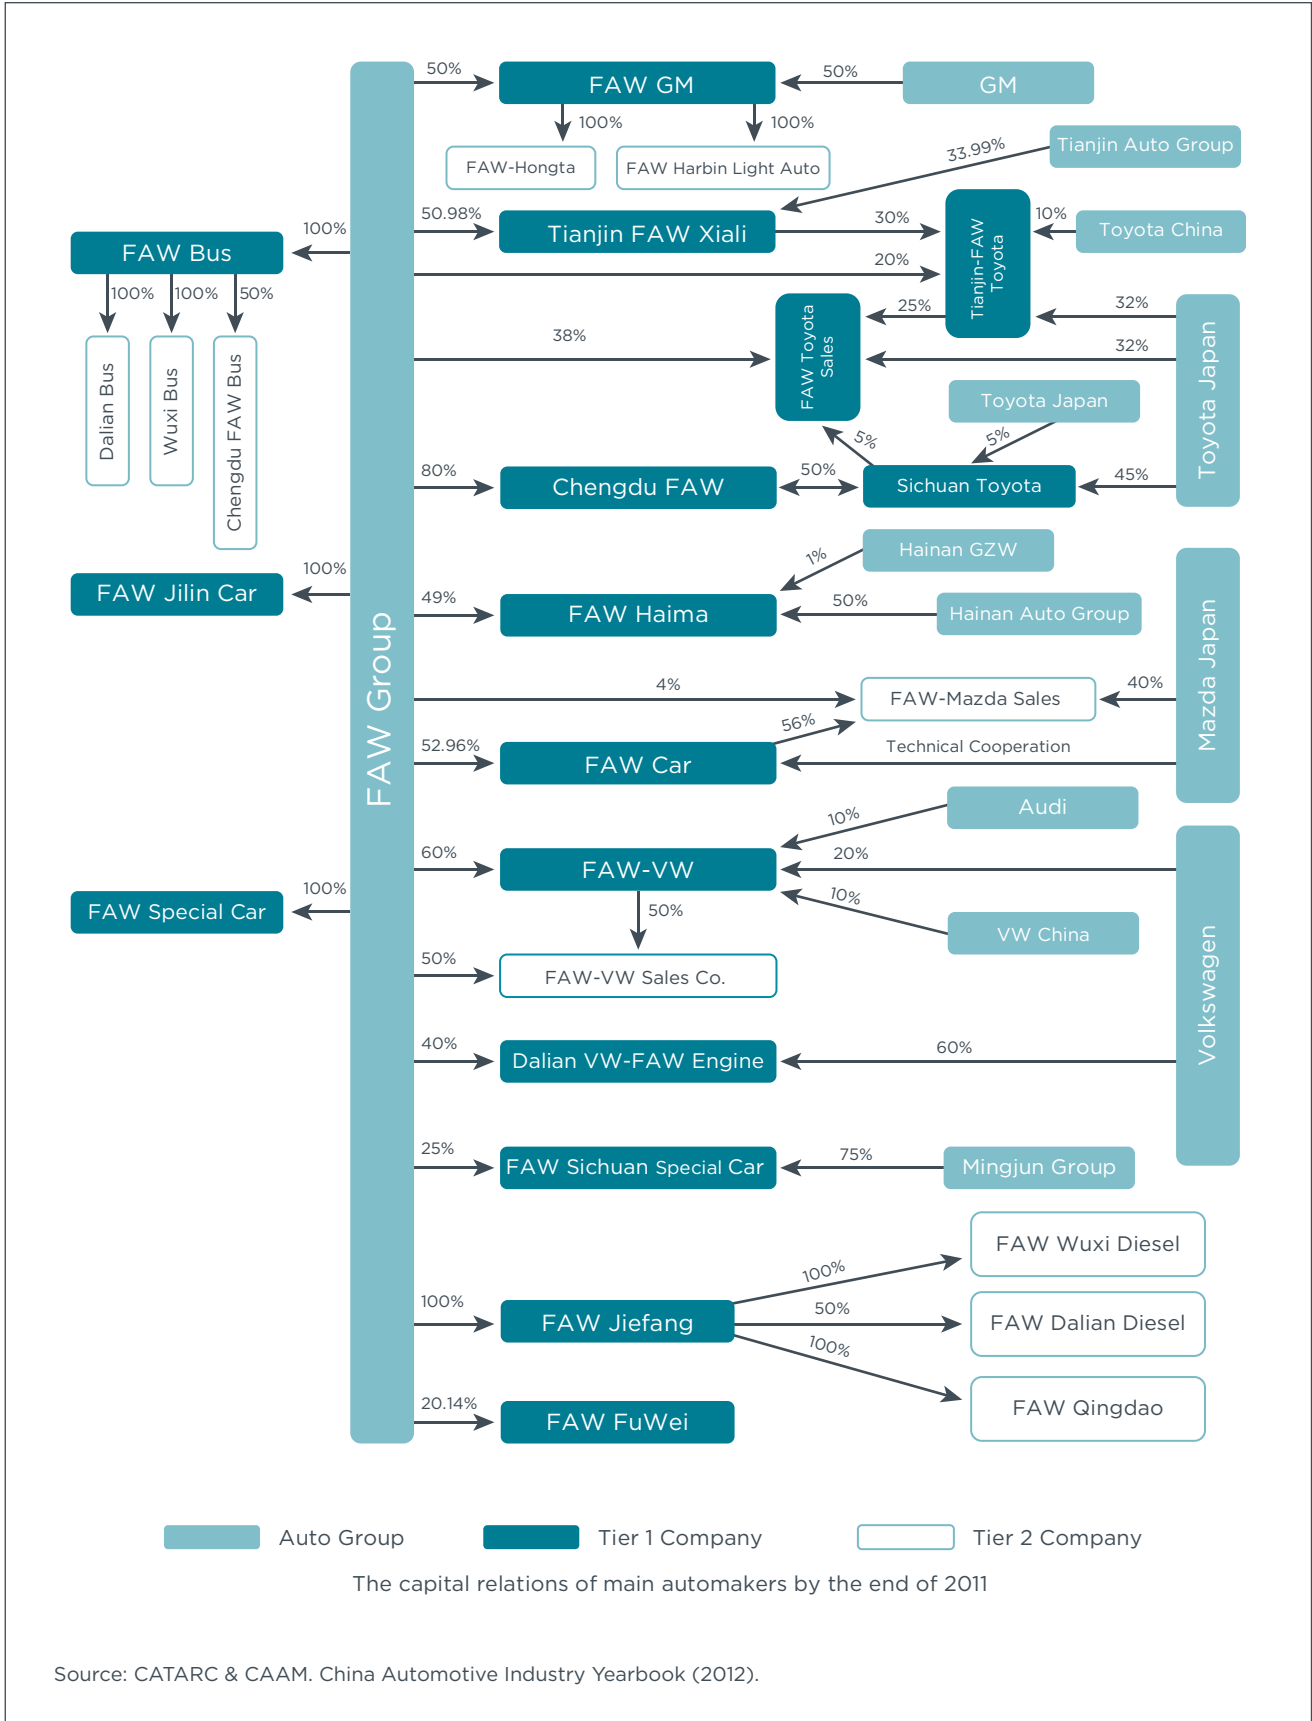 50%
FAW GM
50%
GM
100%
100%
FAW-Hongta
FAW Harbin Light Auto
33.99%
Tianjin Auto Group
50.98%
Tianjin FAW Xiali
30%
Tianjin-FAW
Toyota
10%
Toyota China
100%
FAW Bus
20%
100%
100%
50%
Dalian Bus
Wuxi Bus
Chengdu FAW Bus
38%
FAW Toyota
Sales
25%
32%
32%
Toyota Japan
Toyota Japan
5%
5%
80%
Chengdu FAW
50%
Sichuan Toyota
45%
100%
FAW Jilin Car
FAW Group
49%
FAW Haima
1%
Hainan GZW
50%
Hainan Auto Group
Mazda Japan
4%
FAW-Mazda Sales
40%
56%
52.96%
FAW Car
Technical Cooperation
Audi
10%
60%
FAW-VW
20%
10%
VW China
Volkswagen
100%
FAW Special Car
50%
50%
FAW-VW Sales Co.
40%
Dalian VW-FAW Engine
60%
25%
FAW Sichuan Special Car
75%
Mingjun Group
100%
FAW Wuxi Diesel
100%
FAW Jiefang
50%
FAW Dalian Diesel
100%
FAW Qingdao
20.14%
FAW FuWei
Auto Group
Tier 1 Company
Tier 2 Company
The capital relations of main automakers by the end of 2011
Source: CATARC & CAAM. China Automotive Industry Yearbook (2012).